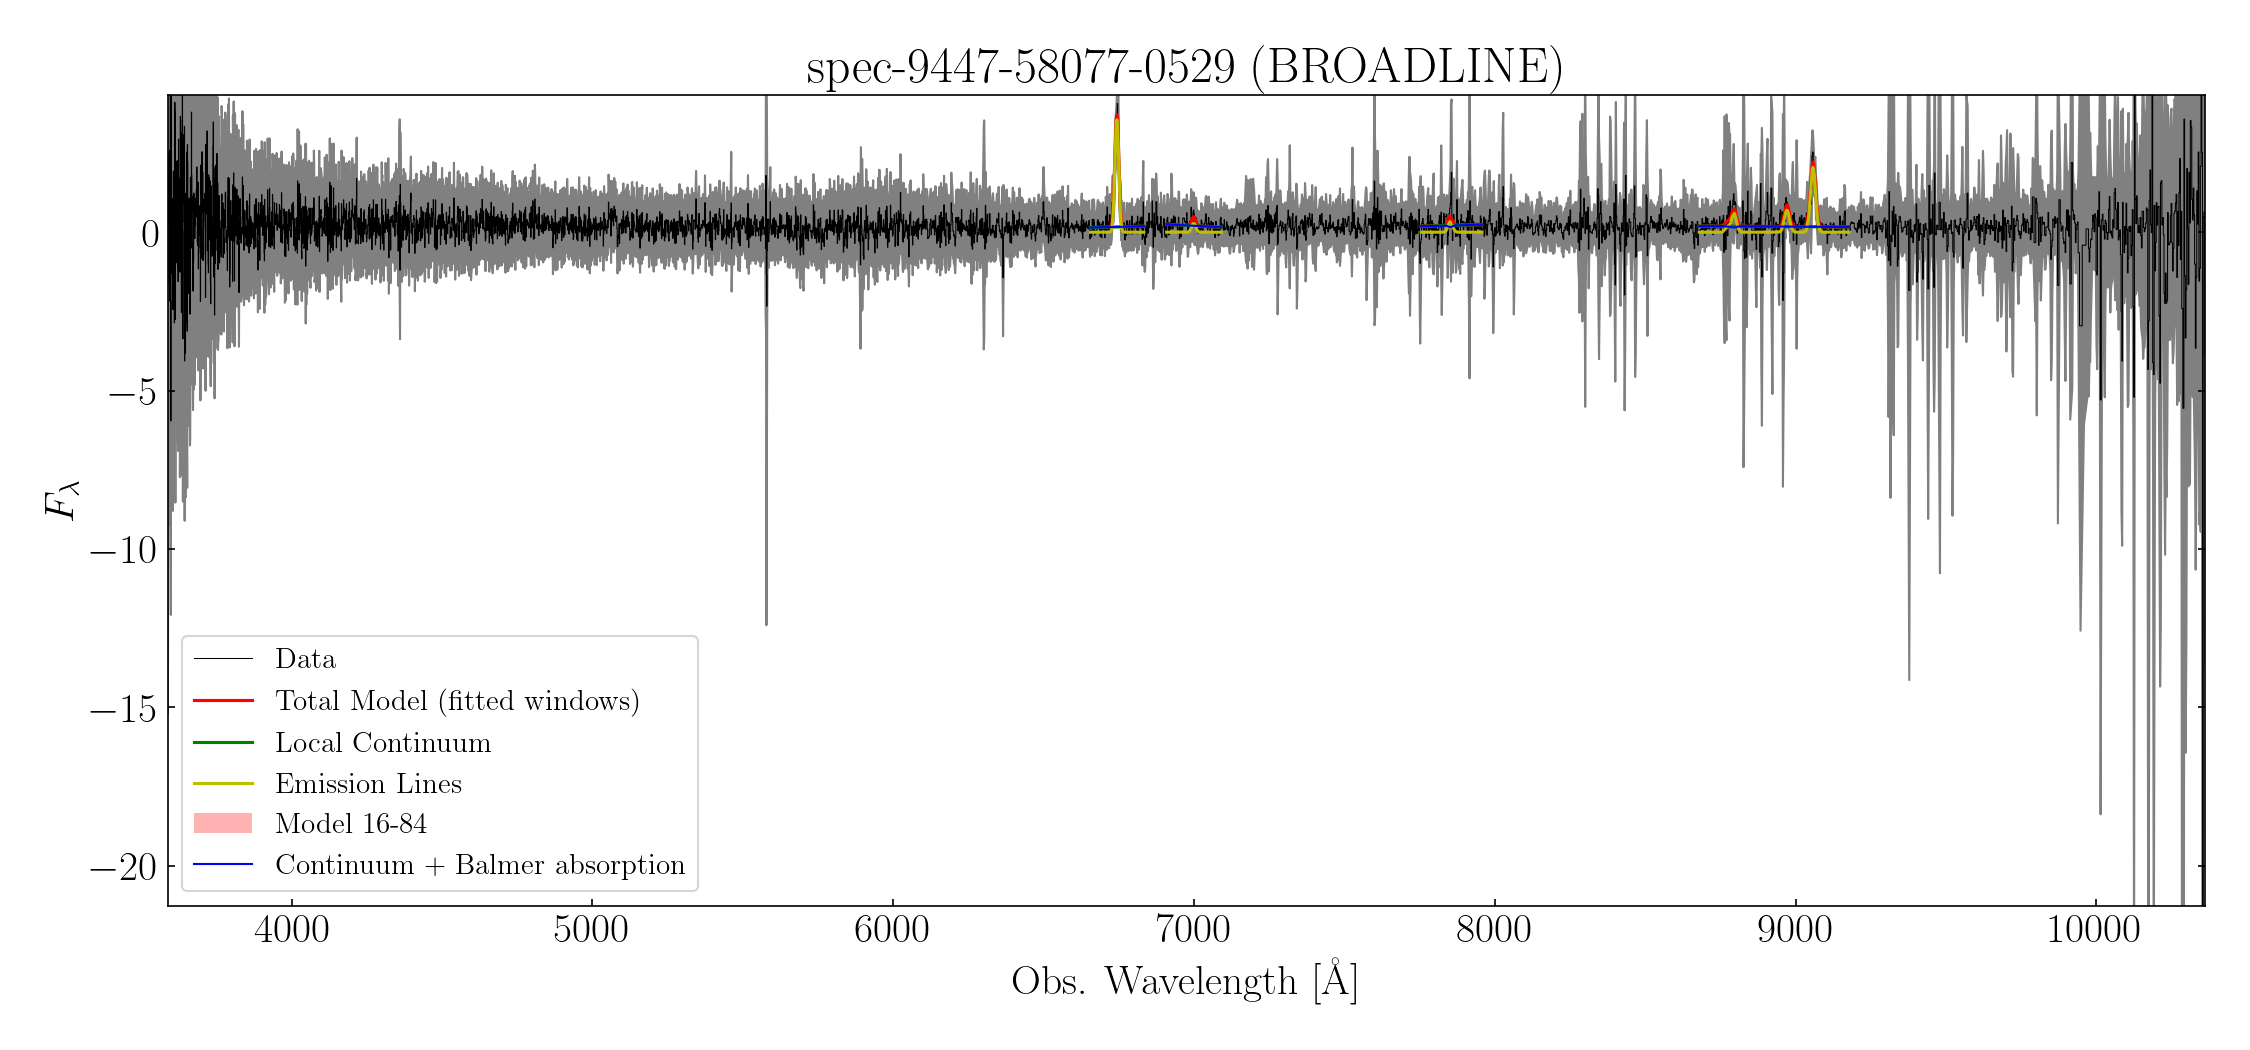 spec-9447-58077-0529 (BROADLINE)
0
−5
−10
−15
−20
F_λ
Data
Total Model (fitted windows)
Local Continuum
Emission Lines
Model 16-84
Continuum + Balmer absorption
4000 5000 6000 7000 8000 9000 10000
Obs. Wavelength [Å]